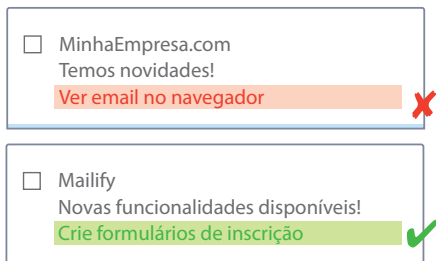 MinhaEmpresa.com
Temos novidades!
Ver email no navegador
Mailify
Novas funcionalidades disponíveis!
Crie formulários de inscrição